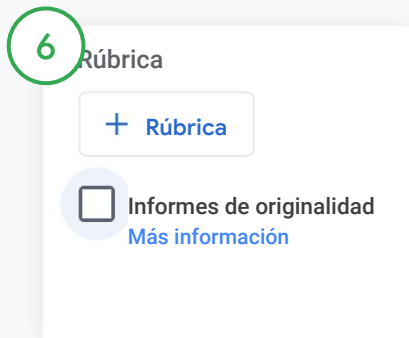 6
Rúbrica
+ Rúbrica
Informes de originalidad
Más información